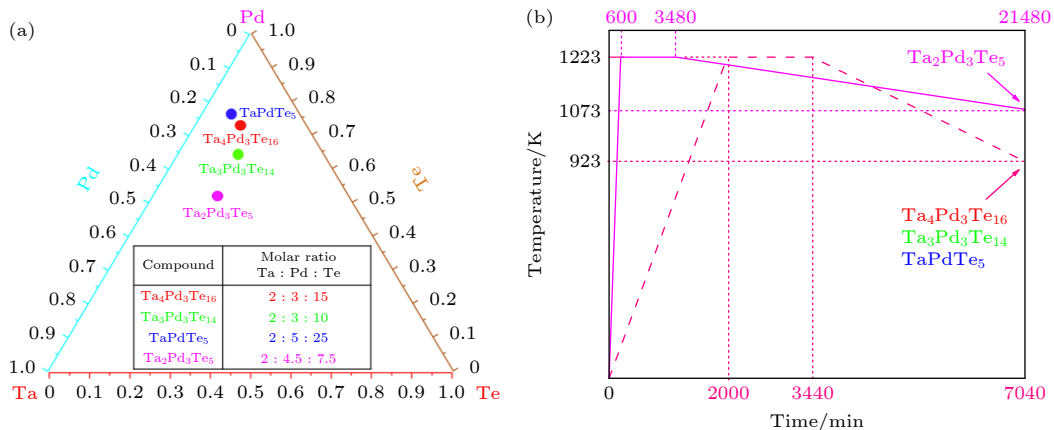 (a)
Pd
0
1.0
0.1
0.9
0.2
0.8
0.3
0.7
0.4
0.6
0.5
0.5
0.6
0.4
0.7
0.3
0.8
0.2
0.9
0.1
1.0
0
Pd
Te
TaPdTe5
Ta4Pd3Te16
Ta3Pd3Te14
Ta2Pd3Te5
Compound Molar ratio
Ta : Pd : Te
Ta4Pd3Te16 2 : 3 : 15
Ta3Pd3Te14 2 : 3 : 10
TaPdTe5 2 : 5 : 25
Ta2Pd3Te5 2 : 4.5 : 7.5
Ta 0 0.1 0.2 0.3 0.4 0.5 0.6 0.7 0.8 0.9 1.0 Te
(b)
600 3480 21480
1223
1073
923
Temperature/K
Ta2Pd3Te5
Ta4Pd3Te16
Ta3Pd3Te14
TaPdTe5
0 2000 3440 7040
Time/min